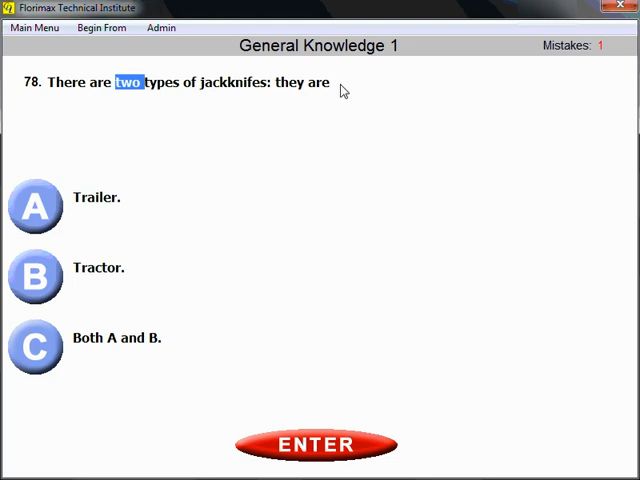 Florimax Technical Institute
Main Menu Begin From Admin
General Knowledge 1 Mistakes: 1
78. There are two types of jackknifes: they are
A Trailer.
B Tractor.
C Both A and B.
ENTER